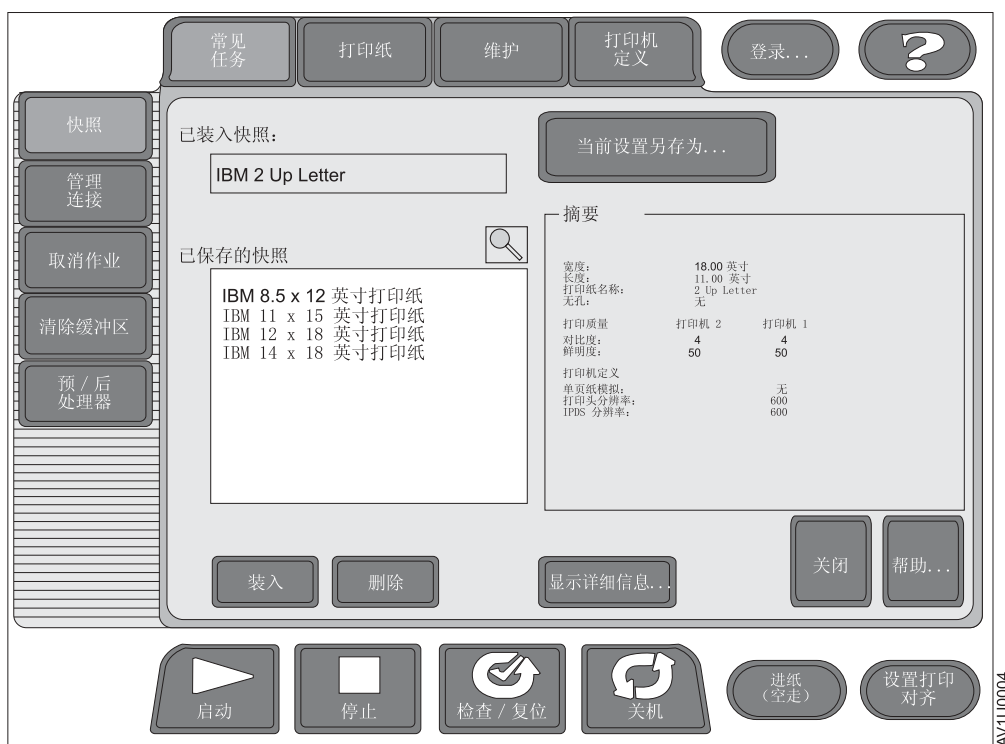 常见
任务
打印纸
维护
打印机
定义
登录...
?
快照
管理
连接
取消作业
清除缓冲区
预 / 后
处理器
已装入快照:
IBM 2 Up Letter
当前设置另存为...
已保存的快照
IBM 8.5 x 12 英寸打印纸
IBM 11 x 15 英寸打印纸
IBM 12 x 18 英寸打印纸
IBM 14 x 18 英寸打印纸
摘要
宽度: 18.00 英寸
长度: 11.00 英寸
打印纸名称: 2 Up Letter
无孔: 无
打印质量 打印机 2 打印机 1
对比度: 4 4
鲜明度: 50 50
打印机定义
单页纸模拟: 无
打印头分辨率: 600
IPDS 分辨率: 600
装入
删除
显示详细信息...
关闭
帮助...
启动
停止
检查 / 复位
关机
进纸
(空走)
设置打印
对齐
AV1U0004